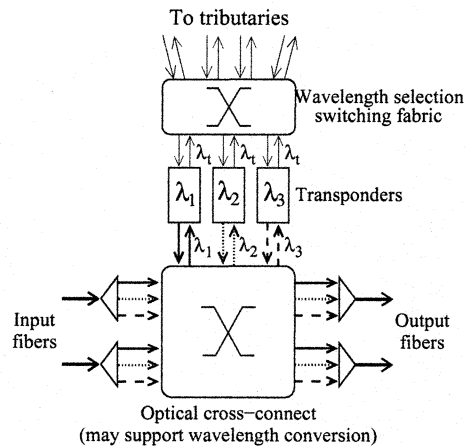 To tributaries
Wavelength selection
switching fabric
λt λt λt
λ1 λ2 λ3 Transponders
λ1 λ2 λ3
Input
fibers
Output
fibers
Optical cross−connect
(may support wavelength conversion)